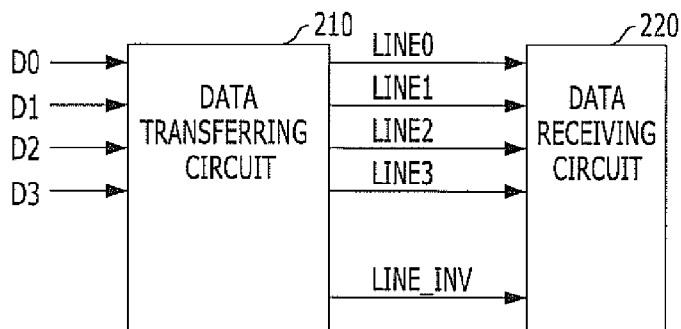 210
220
D0
D1
D2
D3
DATA
TRANSFERRING
CIRCUIT
LINE0
LINE1
LINE2
LINE3
LINE_INV
DATA
RECEIVING
CIRCUIT